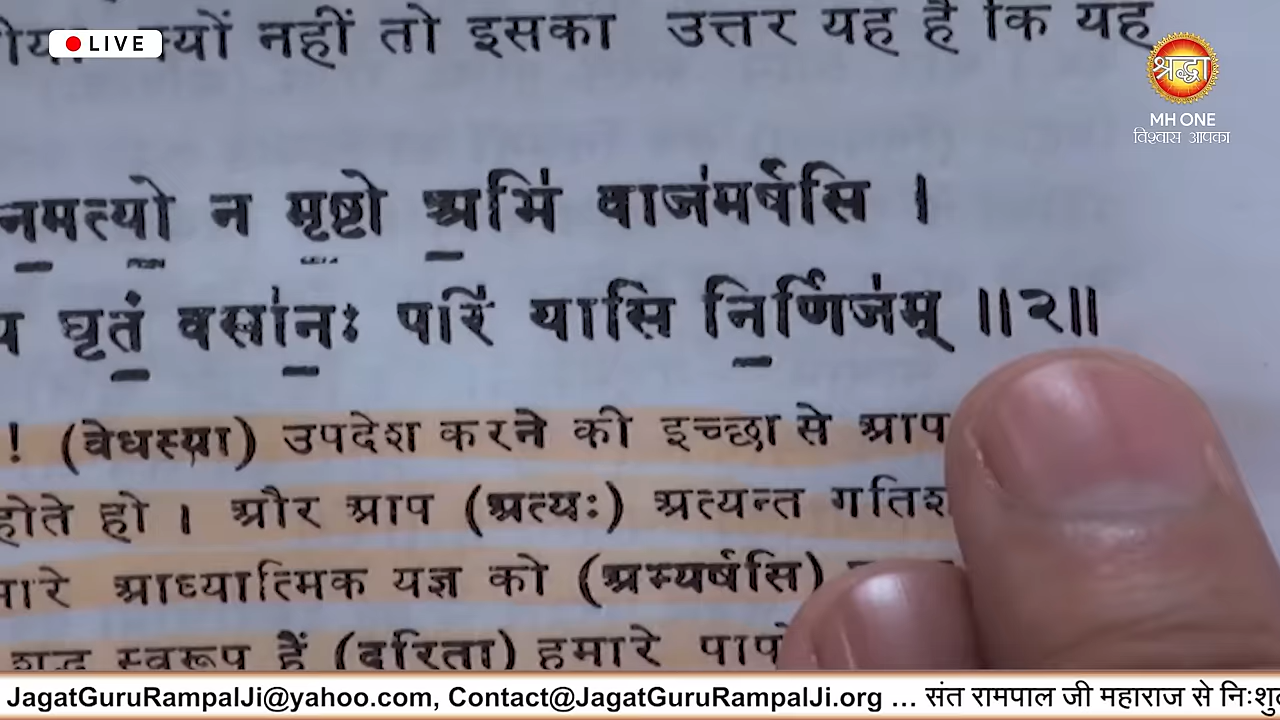 LIVE
नहीं तो इसका उत्तर यह है कि यह
श्रद्धा
MH ONE
विश्वास आपका
न मृष्टो अभि वाजमर्षसि ।
घृतं वसानः परि यासि निर्णिजम् ॥२॥
! (वेधस्या) उपदेश करने की इच्छा से आप
होते हो । और आप (अत्यः) अत्यन्त
आध्यात्मिक यज्ञ को (अभ्यर्षसि)
स्वरूप हैं (दुरिता) हमारे
JagatGuruRampalJi@yahoo.com, Contact@JagatGuruRampalJi.org ... संत रामपाल जी महाराज से